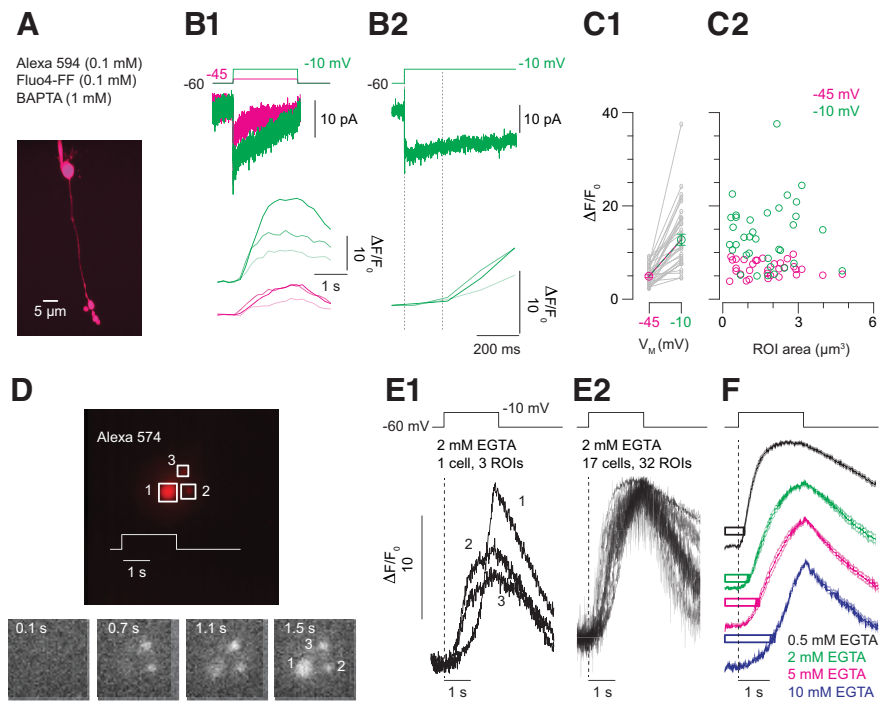 A
Alexa 594 (0.1 mM)
Fluo4-FF (0.1 mM)
BAPTA (1 mM)
5 µm
B1
-10 mV
-45
-60
10 pA
10
ΔF/F0
1 s
B2
-10 mV
-60
10 pA
10
ΔF/F0
200 ms
C1
ΔF/F0
40
20
0
-45
-10
VM (mV)
C2
-45 mV
-10 mV
0
3
6
ROI area (µm³)
D
Alexa 574
3
1
2
1 s
0.1 s
0.7 s
1.1 s
1.5 s
3
1
2
E1
-60 mV
-10 mV
2 mM EGTA
1 cell, 3 ROIs
1
2
3
ΔF/F0
10
1 s
E2
2 mM EGTA
17 cells, 32 ROIs
1 s
F
0.5 mM EGTA
2 mM EGTA
5 mM EGTA
10 mM EGTA
1 s